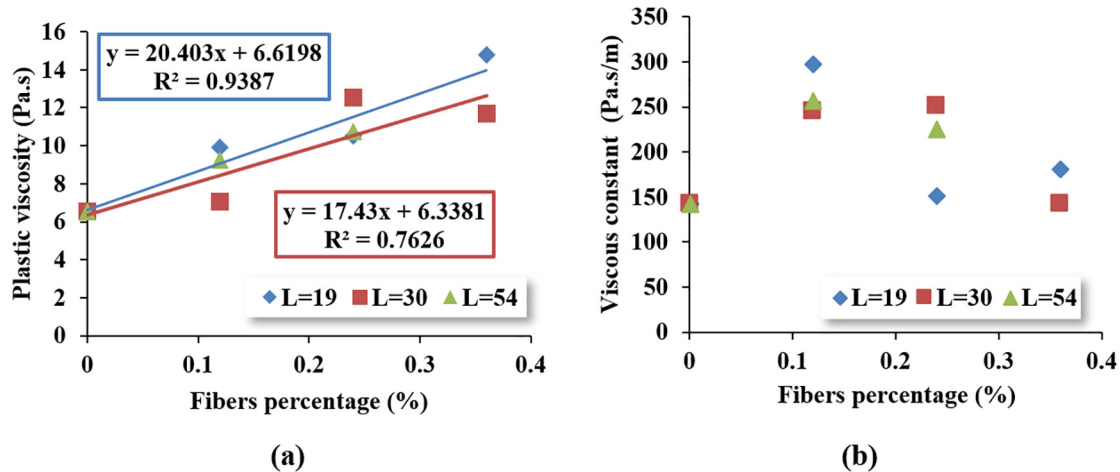 16
14
12
10
8
6
4
2
0
Plastic viscosity (Pa.s)
y = 20.403x + 6.6198
R² = 0.9387
y = 17.43x + 6.3381
R² = 0.7626
L=19 L=30 L=54
0 0.1 0.2 0.3 0.4
Fibers percentage (%)
(a)
350
300
250
200
150
100
50
0
Viscous constant (Pa.s/m)
L=19 L=30 L=54
0 0.1 0.2 0.3 0.4
Fibers percentage (%)
(b)